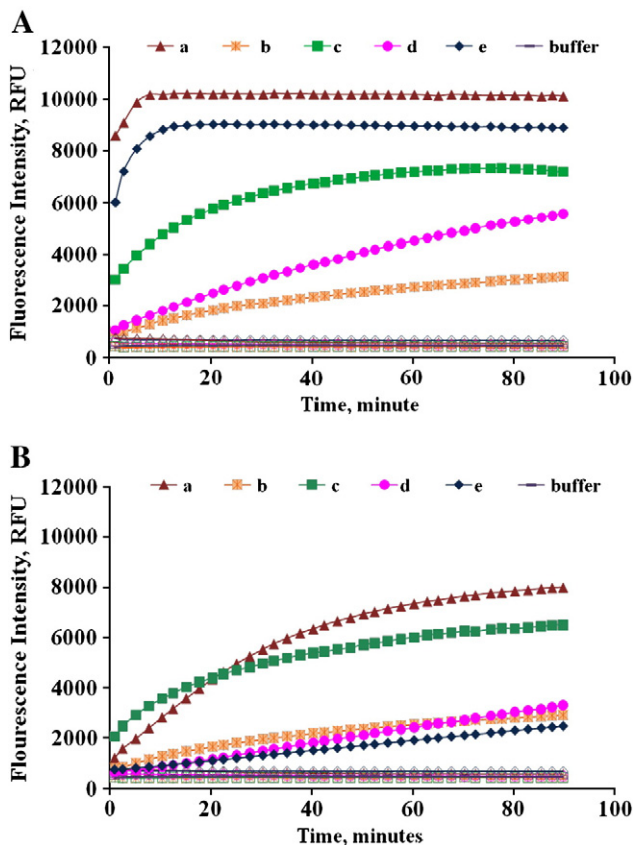 A
a b c d e buffer
12000
10000
8000
6000
4000
2000
0
Fluorescence Intensity, RFU
0 20 40 60 80 100
Time, minute
B
a b c d e buffer
12000
10000
8000
6000
4000
2000
0
Flourescence Intensity, RFU
0 20 40 60 80 100
Time, minutes